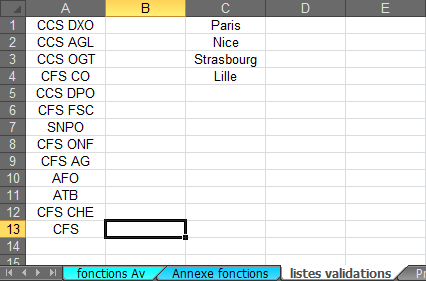 A B C D E
1 CCS DXO Paris
2 CCS AGL Nice
3 CCS OGT Strasbourg
4 CFS CO Lille
5 CCS DPO
6 CFS FSC
7 SNPO
8 CFS ONF
9 CFS AG
10 AFO
11 ATB
12 CFS CHE
13 CFS
14
15
fonctions Av Annexe fonctions listes validations